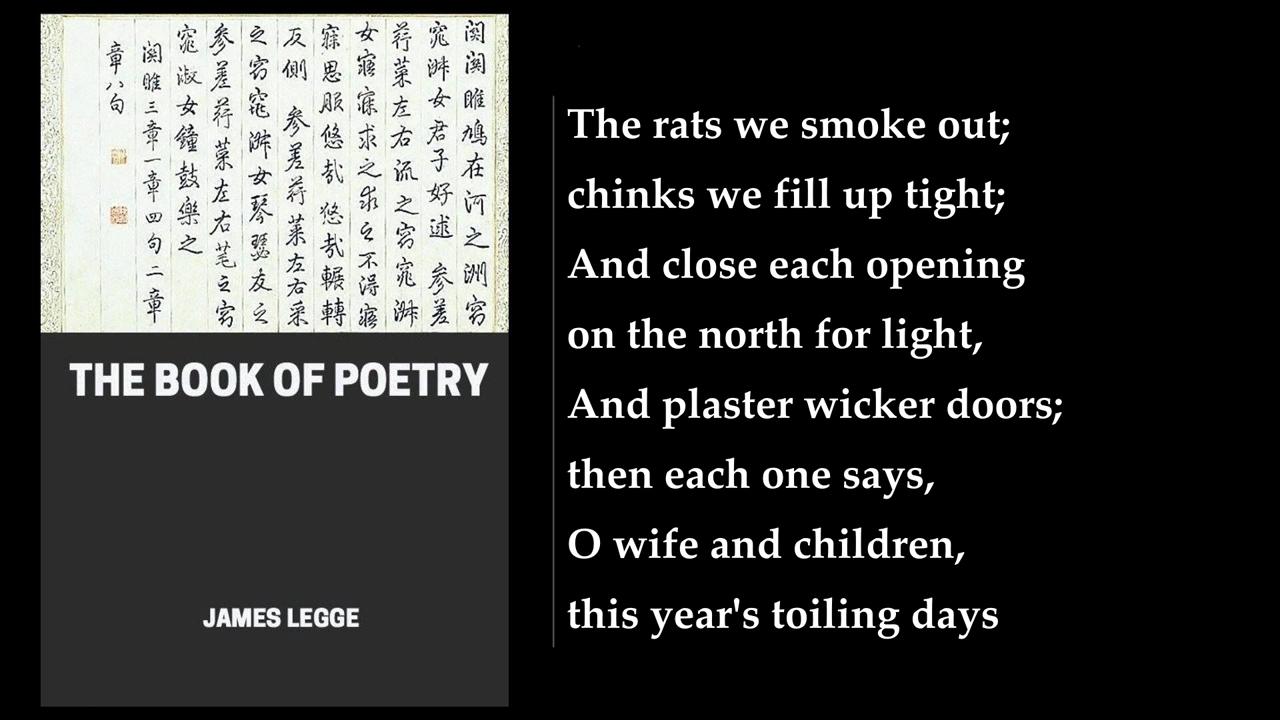 關關雎鳩在河之洲窈
窕淑女君子好逑 參差
荇菜左右流之窈窕淑
女寤寐求之求之不得寤
寐思服悠哉悠哉輾轉
反側 參差荇菜左右采
之窈窕淑女琴瑟友之
參差荇菜左右芼之窈
窕淑女鐘鼓樂之
關雎三章一章四句二章
章八句
THE BOOK OF POETRY
JAMES LEGGE
The rats we smoke out;
chinks we fill up tight;
And close each opening
on the north for light,
And plaster wicker doors;
then each one says,
O wife and children,
this year's toiling days